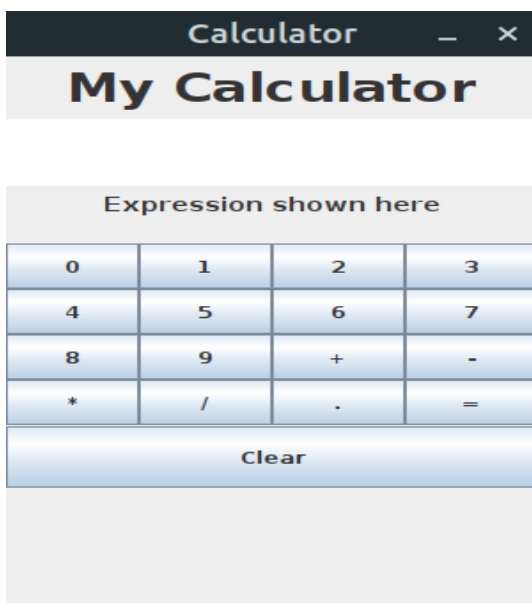 Calculator
My Calculator
Expression shown here
0 1 2 3
4 5 6 7
8 9 + -
* / . =
Clear